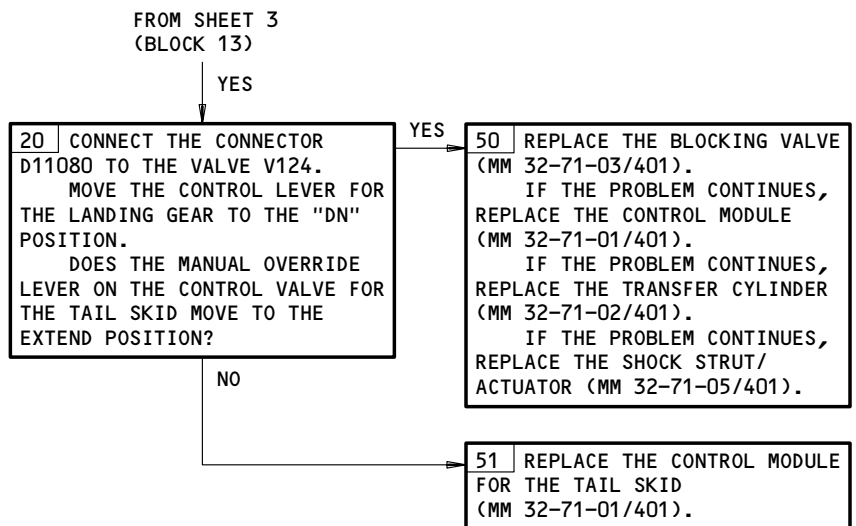 FROM SHEET 3
(BLOCK 13)
YES
20 CONNECT THE CONNECTOR
D11080 TO THE VALVE V124.
MOVE THE CONTROL LEVER FOR
THE LANDING GEAR TO THE "DN"
POSITION.
DOES THE MANUAL OVERRIDE
LEVER ON THE CONTROL VALVE FOR
THE TAIL SKID MOVE TO THE
EXTEND POSITION?
YES
50 REPLACE THE BLOCKING VALVE
(MM 32-71-03/401).
IF THE PROBLEM CONTINUES,
REPLACE THE CONTROL MODULE
(MM 32-71-01/401).
IF THE PROBLEM CONTINUES,
REPLACE THE TRANSFER CYLINDER
(MM 32-71-02/401).
IF THE PROBLEM CONTINUES,
REPLACE THE SHOCK STRUT/
ACTUATOR (MM 32-71-05/401).
NO
51 REPLACE THE CONTROL MODULE
FOR THE TAIL SKID
(MM 32-71-01/401).